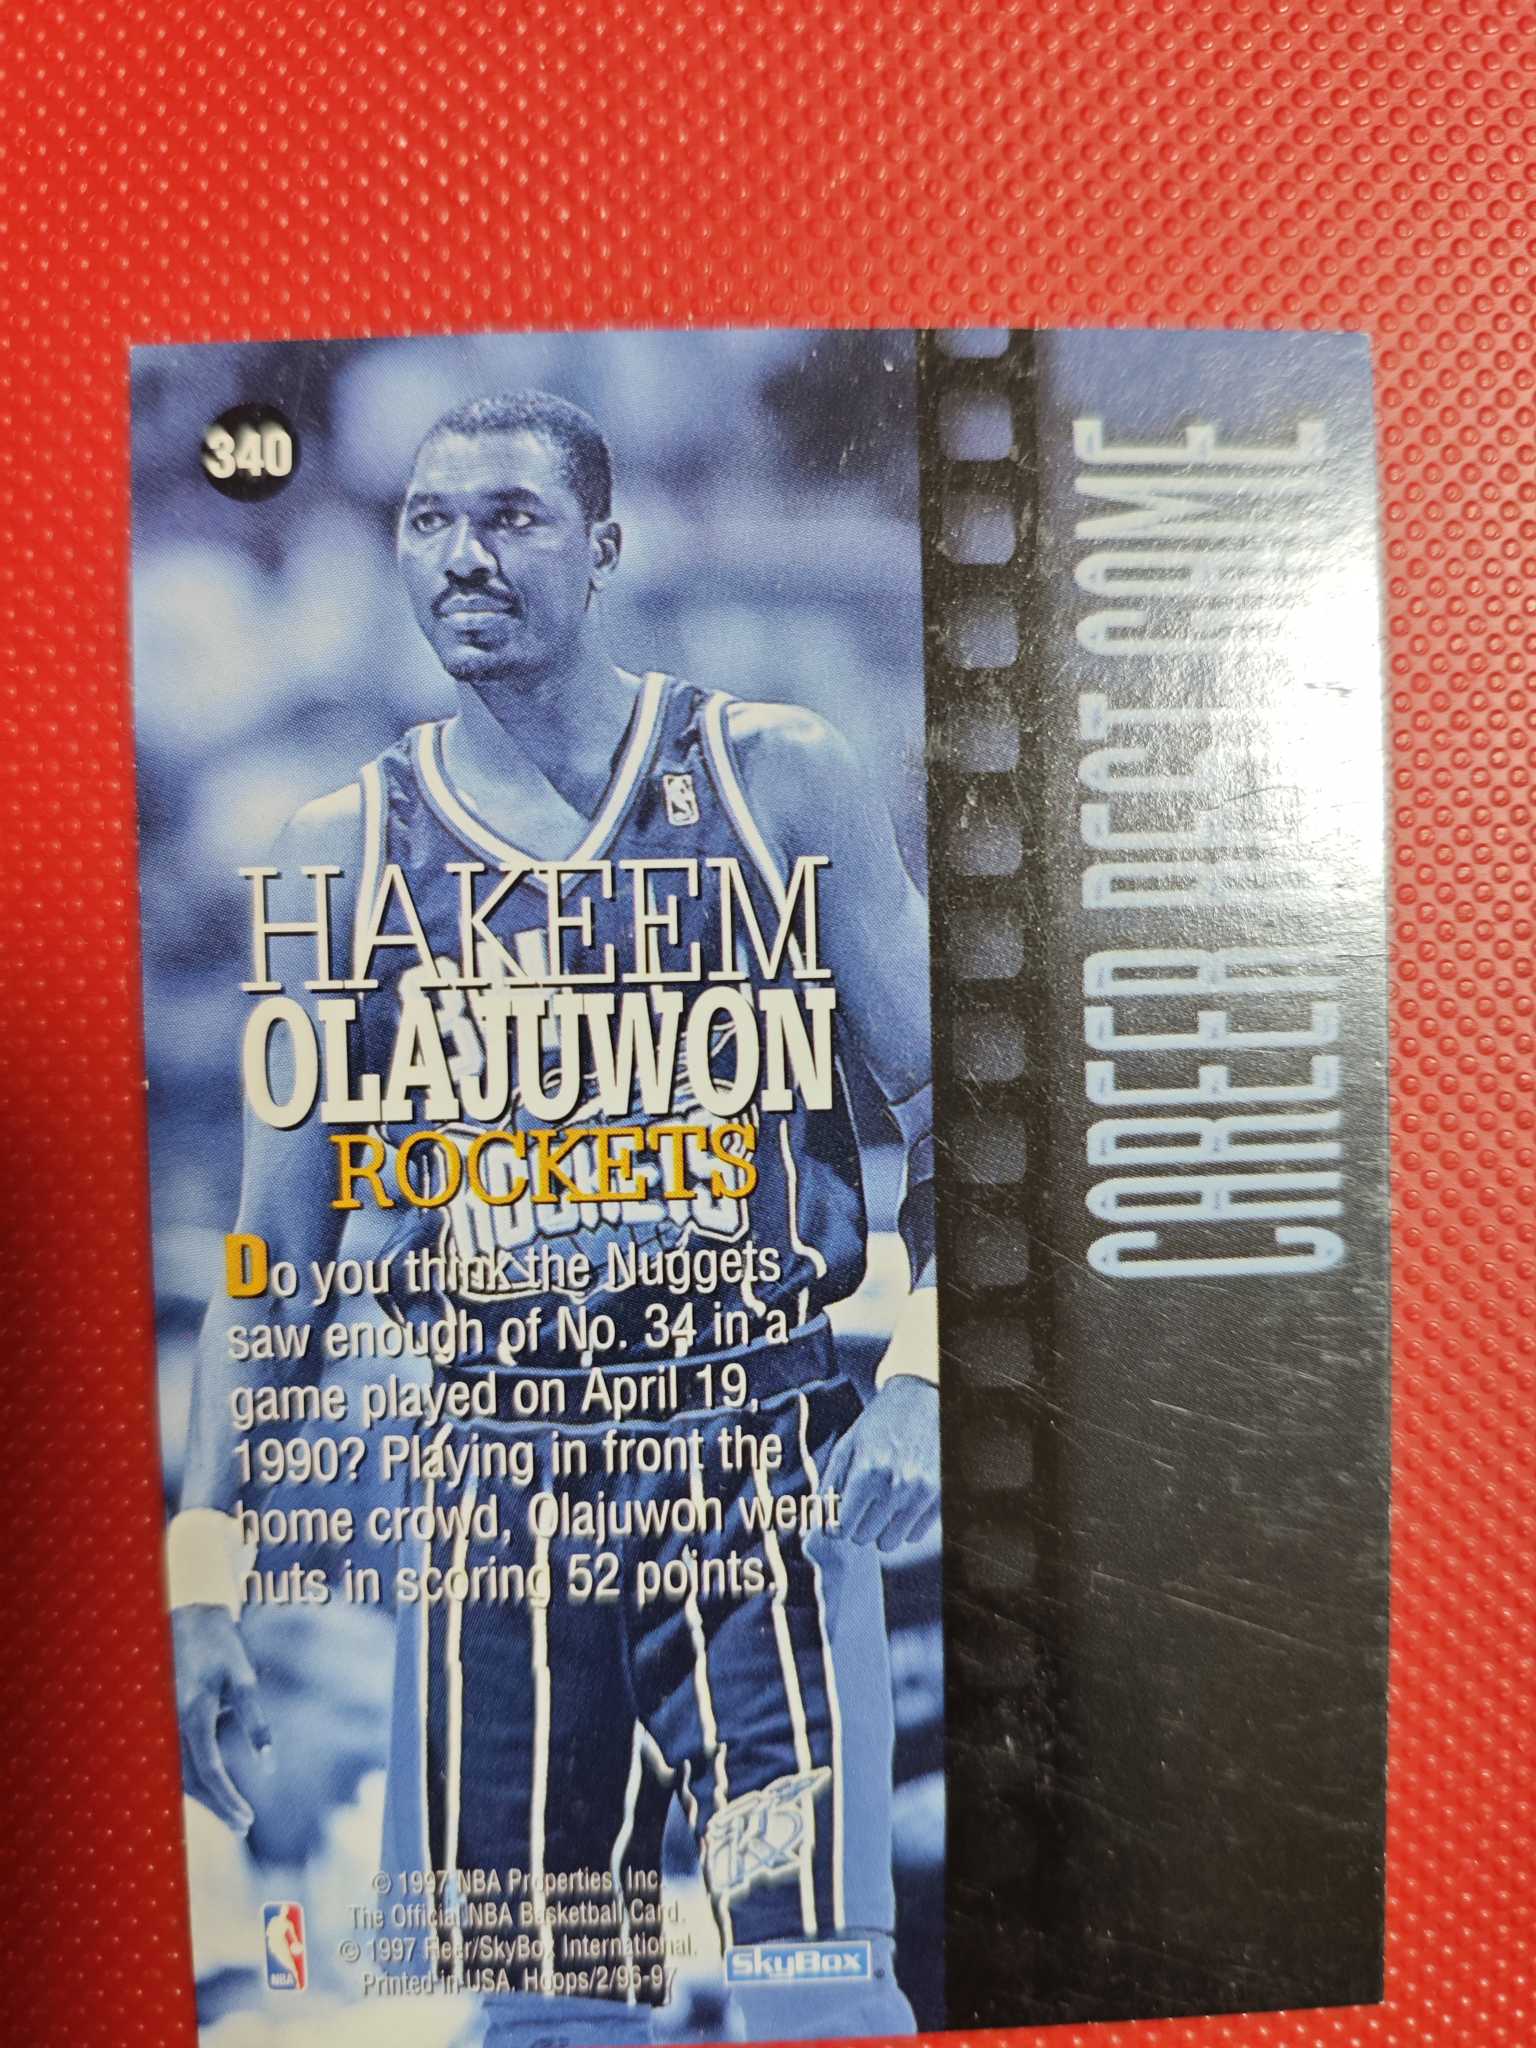 340
HAKEEM
OLAJUWON
ROCKETS
Do you think the Nuggets
saw enough of No. 34 in a
game played on April 19,
1990? Playing in front the
home crowd, Olajuwon went
nuts in scoring 52 points.
© 1997 NBA Properties, Inc.
The Official NBA Basketball Card.
© 1997 Fleer/SkyBox International.
Printed in USA. Hoops/2/96-97
NBA
SkyBox
CAREER BEST GAME
ROCKETS
34